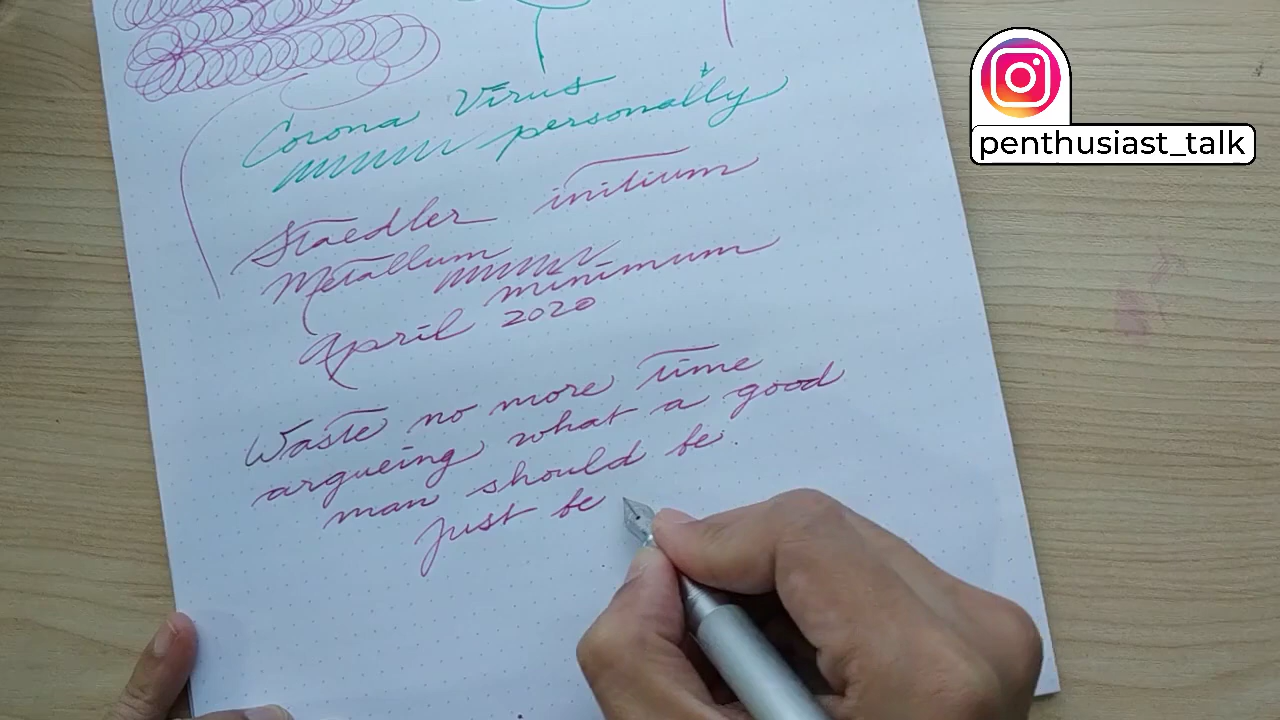 Corona Virus
personally
Staedler initium
Metallum
minimum
April 2020
Waste no more time
argueing what a good
man should be.
Just be
penthusiast_talk